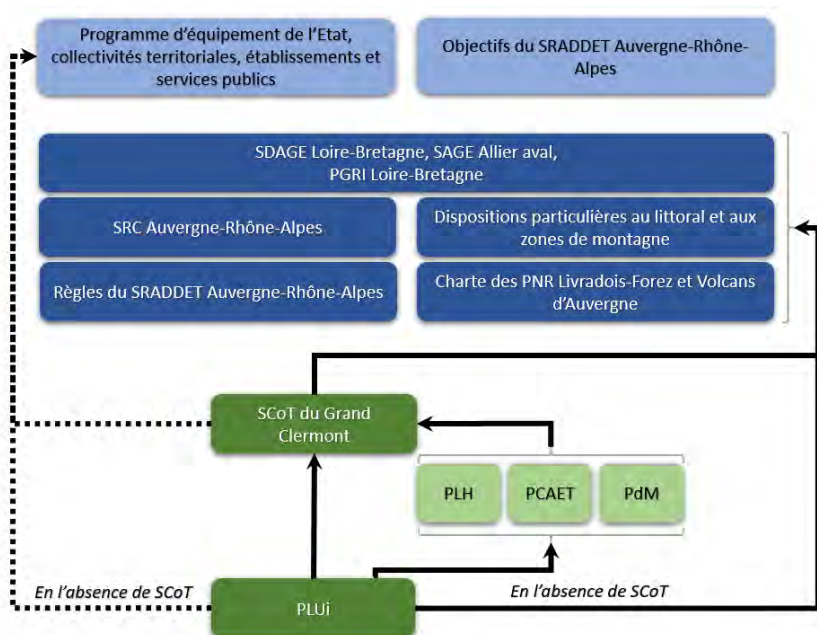 Programme d'équipement de l'Etat,
collectivités territoriales, établissements et
services publics
Objectifs du SRADDET Auvergne-Rhône-
Alpes
SDAGE Loire-Bretagne, SAGE Allier aval,
PGRI Loire-Bretagne
SRC Auvergne-Rhône-Alpes
Dispositions particulières au littoral et aux
zones de montagne
Règles du SRADDET Auvergne-Rhône-Alpes
Charte des PNR Livradois-Forez et Volcans
d'Auvergne
SCoT du Grand
Clermont
PLH
PCAET
PdM
En l'absence de SCoT
PLUi
En l'absence de SCoT